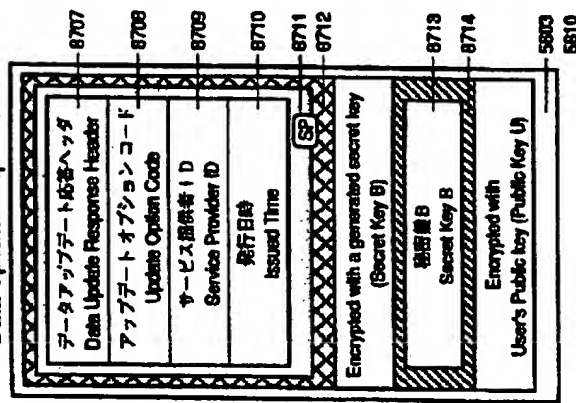 データアップデート応答ヘッダ
Data Update Response Header
8707
アップデートオプションコード
Update Option Code
8708
サービス提供者ID
Service Provider ID
8709
発行日時
Issued Time
8710
SP
8711
8712
Encrypted with a generated secret key
(Secret Key B)
秘密鍵B
Secret Key B
8713
8714
Encrypted with
User's Public key (Public Key U)
5803
5810